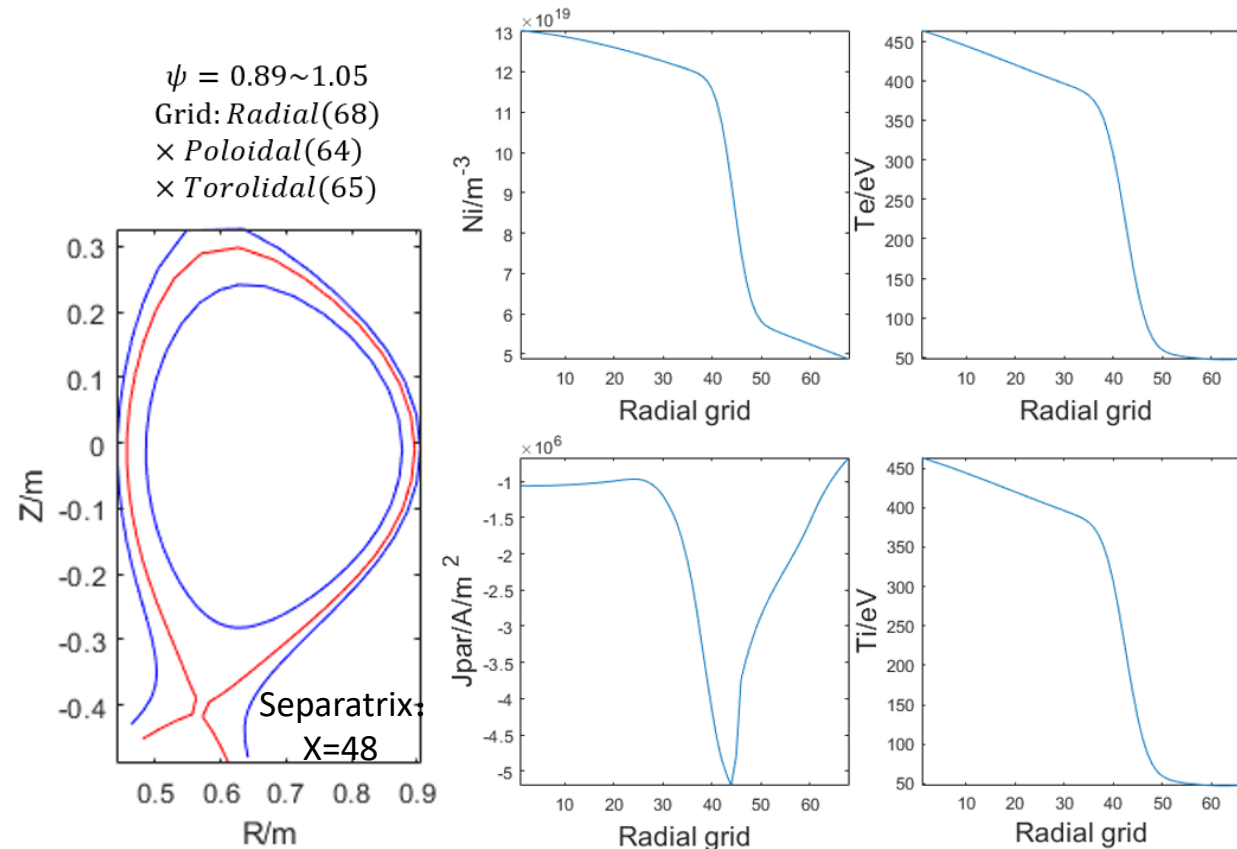 ψ = 0.89~1.05
Grid: Radial(68)
× Poloidal(64)
× Torolidal(65)
0.3
0.2
0.1
0
-0.1
-0.2
-0.3
-0.4
Z/m
0.5 0.6 0.7 0.8 0.9
R/m
Separatrix:
X=48
×10^19
13
12
11
10
9
8
7
6
5
Ni/m^-3
10 20 30 40 50 60
Radial grid
450
400
350
300
250
200
150
100
50
Te/eV
10 20 30 40 50 60
Radial grid
×10^6
-1
-1.5
-2
-2.5
-3
-3.5
-4
-4.5
-5
Jpar/A/m^2
10 20 30 40 50 60
Radial grid
450
400
350
300
250
200
150
100
50
Ti/eV
10 20 30 40 50 60
Radial grid